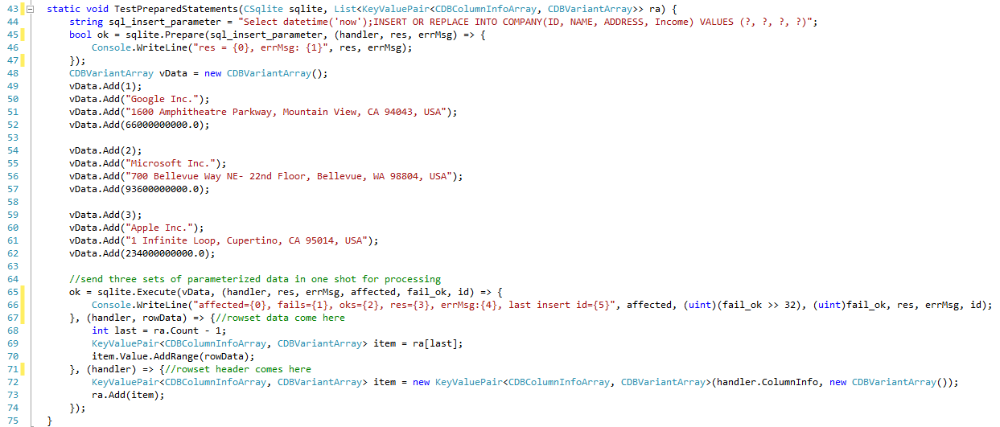 43 static void TestPreparedStatements(CSqlite sqlite, List<KeyValuePair<CDBColumnInfoArray, CDBVariantArray>> ra) {
44 string sql_insert_parameter = "Select datetime('now');INSERT OR REPLACE INTO COMPANY(ID, NAME, ADDRESS, Income) VALUES (?, ?, ?, ?)";
45 bool ok = sqlite.Prepare(sql_insert_parameter, (handler, res, errMsg) => {
46 Console.WriteLine("res = {0}, errMsg: {1}", res, errMsg);
47 });
48 CDBVariantArray vData = new CDBVariantArray();
49 vData.Add(1);
50 vData.Add("Google Inc.");
51 vData.Add("1600 Amphitheatre Parkway, Mountain View, CA 94043, USA");
52 vData.Add(66000000000.0);
53
54 vData.Add(2);
55 vData.Add("Microsoft Inc.");
56 vData.Add("700 Bellevue Way NE- 22nd Floor, Bellevue, WA 98804, USA");
57 vData.Add(93600000000.0);
58
59 vData.Add(3);
60 vData.Add("Apple Inc.");
61 vData.Add("1 Infinite Loop, Cupertino, CA 95014, USA");
62 vData.Add(234000000000.0);
63
64 //send three sets of parameterized data in one shot for processing
65 ok = sqlite.Execute(vData, (handler, res, errMsg, affected, fail_ok, id) => {
66 Console.WriteLine("affected={0}, fails={1}, oks={2}, res={3}, errMsg:{4}, last insert id={5}", affected, (uint)(fail_ok >> 32), (uint)fail_ok, res, errMsg, id);
67 }, (handler, rowData) => {//rowset data come here
68 int last = ra.Count - 1;
69 KeyValuePair<CDBColumnInfoArray, CDBVariantArray> item = ra[last];
70 item.Value.AddRange(rowData);
71 }, (handler) => {//rowset header comes here
72 KeyValuePair<CDBColumnInfoArray, CDBVariantArray> item = new KeyValuePair<CDBColumnInfoArray, CDBVariantArray>(handler.ColumnInfo, new CDBVariantArray());
73 ra.Add(item);
74 });
75 }